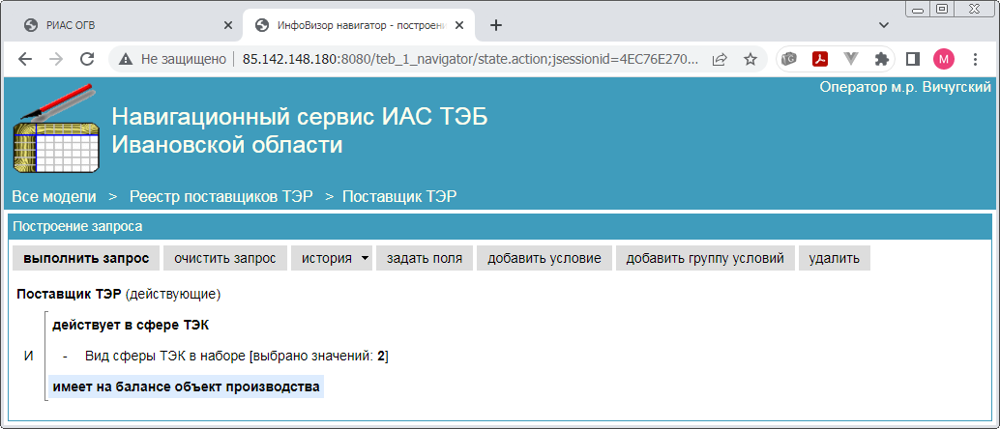 РИАС ОГВ
ИнфоВизор навигатор - построени
Не защищено
85.142.148.180:8080/teb_1_navigator/state.action;jsessionid=4EC76E270...
M
Оператор м.р. Вичугский
Навигационный сервис ИАС ТЭБ
Ивановской области
Все модели > Реестр поставщиков ТЭР > Поставщик ТЭР
Построение запроса
выполнить запрос очистить запрос история задать поля добавить условие добавить группу условий удалить
Поставщик ТЭР (действующие)
действует в сфере ТЭК
И - Вид сферы ТЭК в наборе [выбрано значений: 2]
имеет на балансе объект производства